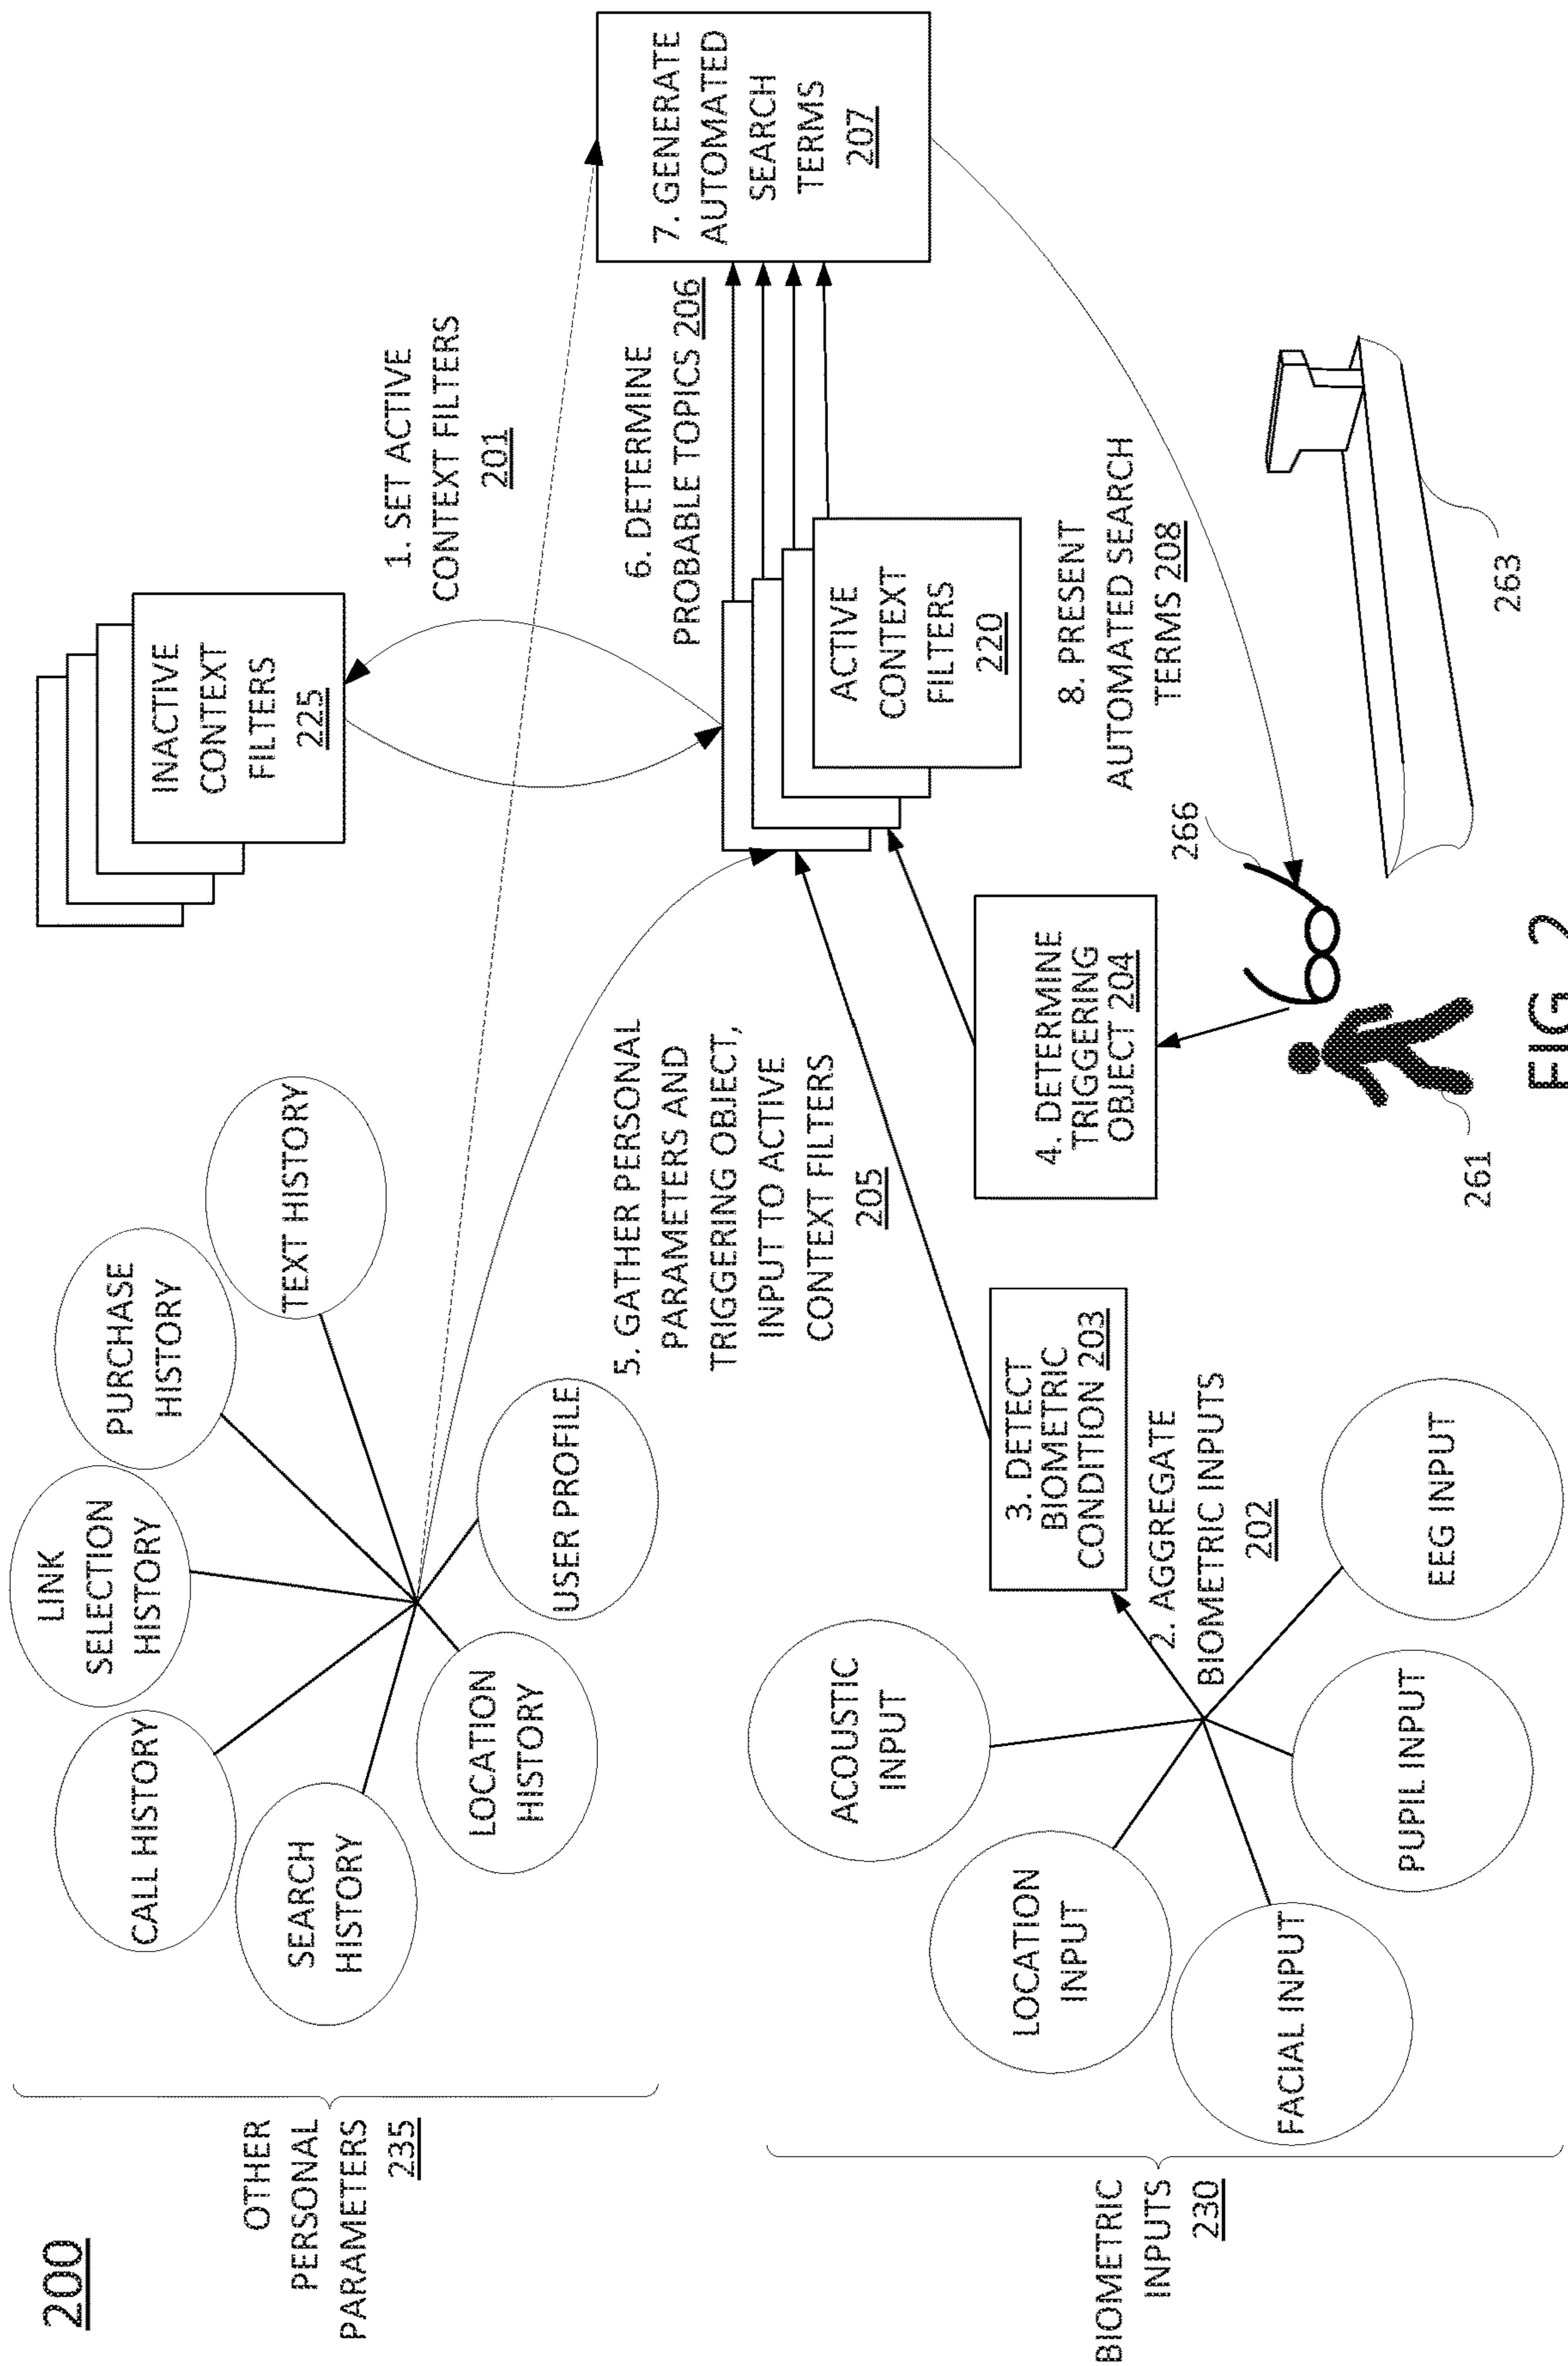 200
OTHER
PERSONAL
PARAMETERS
235
CALL HISTORY
LINK
SELECTION
HISTORY
PURCHASE
HISTORY
TEXT HISTORY
SEARCH
HISTORY
LOCATION
HISTORY
USER PROFILE
INACTIVE
CONTEXT
FILTERS
225
1. SET ACTIVE
CONTEXT FILTERS
201
5. GATHER PERSONAL
PARAMETERS AND
TRIGGERING OBJECT,
INPUT TO ACTIVE
CONTEXT FILTERS
205
6. DETERMINE
PROBABLE TOPICS 206
7. GENERATE
AUTOMATED
SEARCH
TERMS
207
ACTIVE
CONTEXT
FILTERS
220
BIOMETRIC
INPUTS
230
ACOUSTIC
INPUT
LOCATION
INPUT
FACIAL INPUT
PUPIL INPUT
EEG INPUT
2. AGGREGATE
BIOMETRIC INPUTS
202
3. DETECT
BIOMETRIC
CONDITION 203
4. DETERMINE
TRIGGERING
OBJECT 204
8. PRESENT
AUTOMATED SEARCH
TERMS 208
266
261
263
FIG. 2